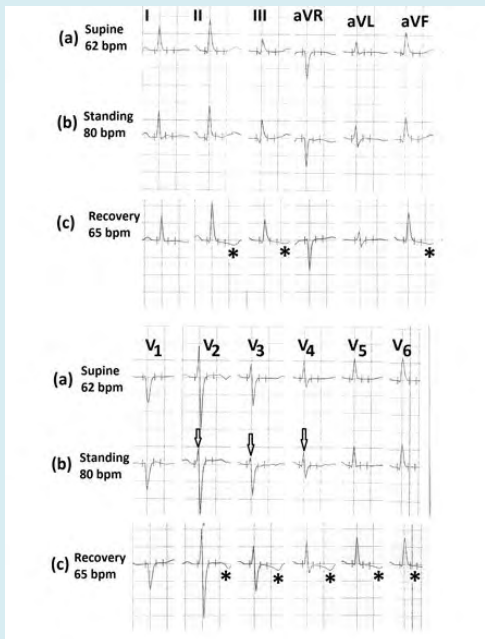 I II III aVR aVL aVF
(a) Supine
62 bpm
(b) Standing
80 bpm
(c) Recovery
65 bpm
* * *
V1 V2 V3 V4 V5 V6
(a) Supine
62 bpm
(b) Standing
80 bpm
(c) Recovery
65 bpm
* * * * *